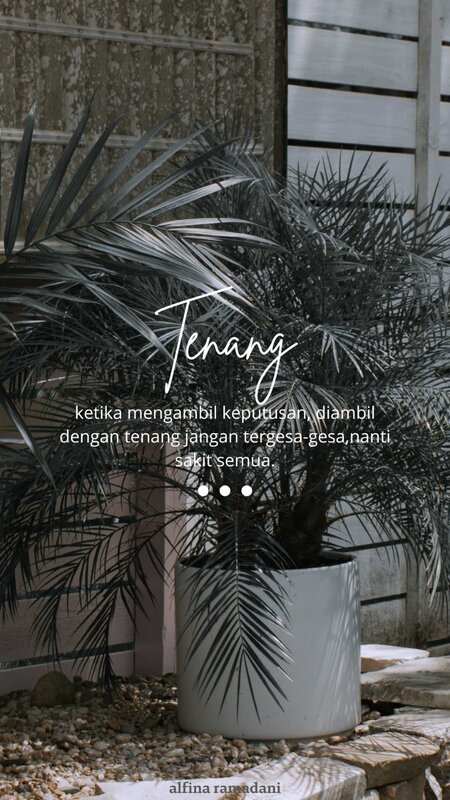 Tenang
ketika mengambil keputusan, diambil
dengan tenang jangan tergesa-gesa,nanti
sakit semua.
alfina ramadani